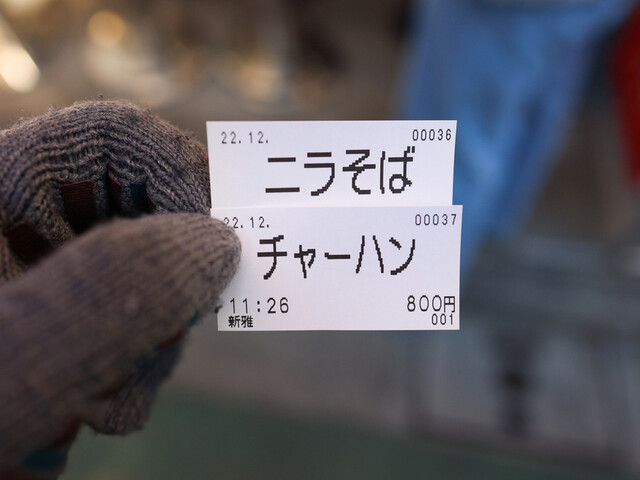 22.12. 00036
ニラそば
22.12. 00037
チャーハン
11:26 800円
新雅 001